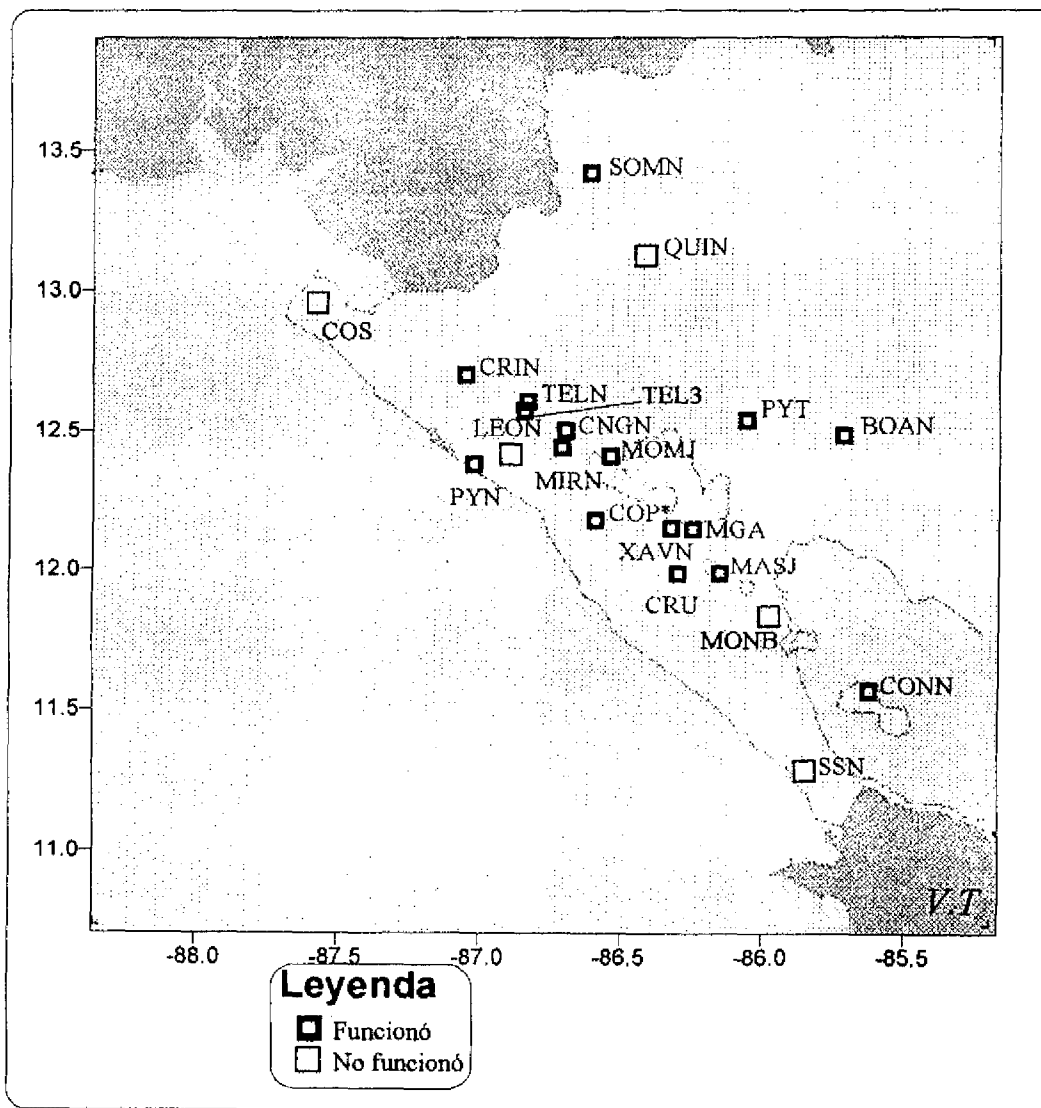 13.5
SOMN
QUIN
13.0
COS
CRIN
TELN
TEL3
PYT
BOAN
LEON
CNGN
12.5
MOMJ
MIRN
PYN
COP*
MGA
XAVN
12.0
MASJ
CRU
MONB
CONN
11.5
SSN
11.0
V.T.
-88.0 -87.5 -87.0 -86.5 -86.0 -85.5
Leyenda
Funcionó
No funcionó